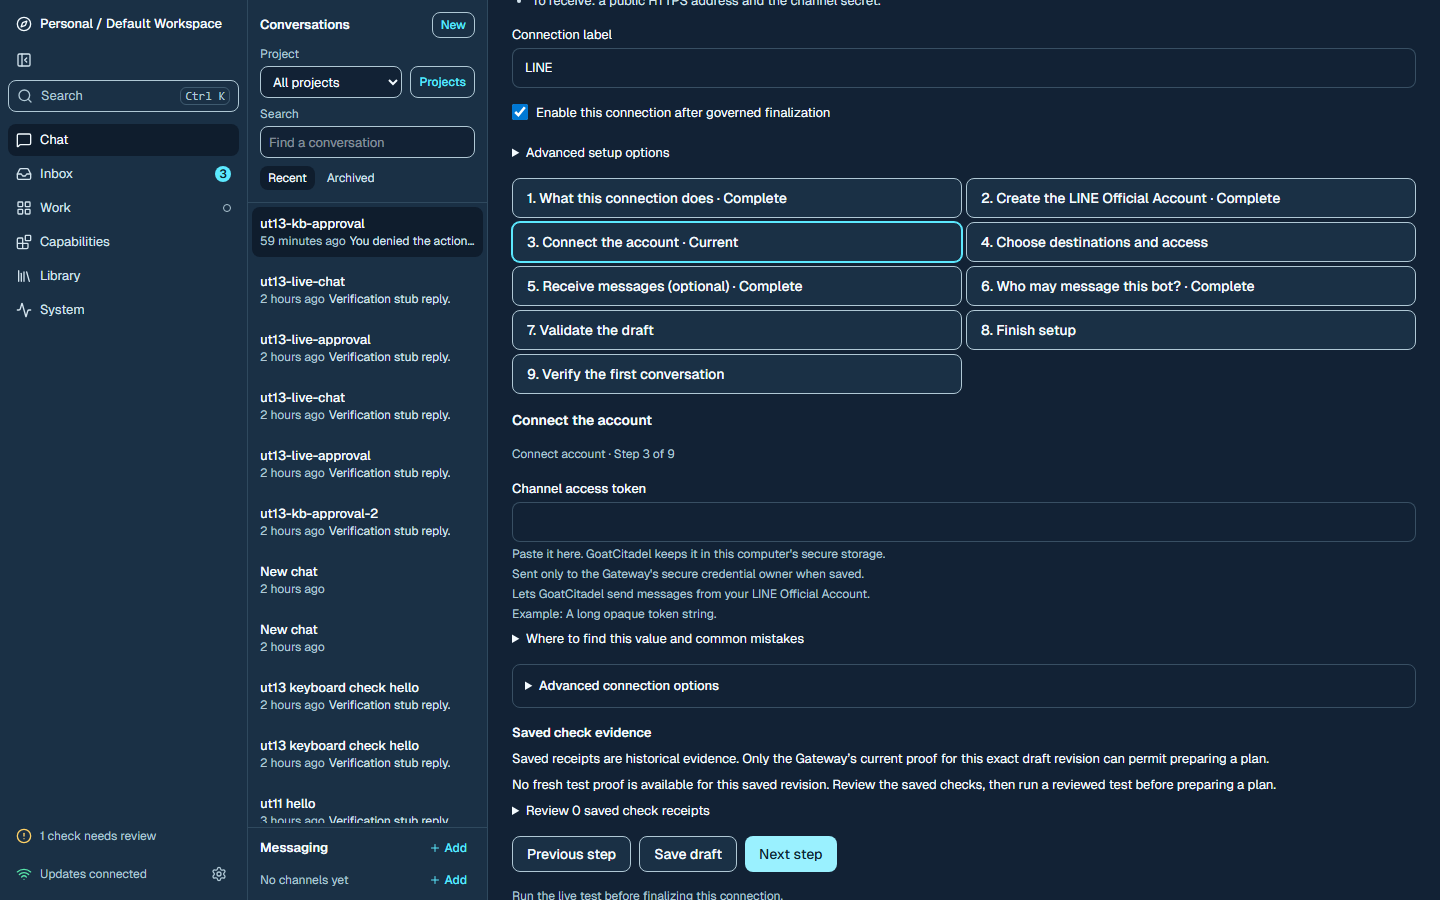 Personal / Default Workspace
Search Ctrl K
Chat
Inbox 3
Work
Capabilities
Library
System
1 check needs review
Updates connected
Conversations New
Project
All projects Projects
Search
Find a conversation
Recent Archived
ut13-kb-approval
59 minutes ago You denied the action...
ut13-live-chat
2 hours ago Verification stub reply.
ut13-live-approval
2 hours ago Verification stub reply.
ut13-live-chat
2 hours ago Verification stub reply.
ut13-live-approval
2 hours ago Verification stub reply.
ut13-kb-approval-2
2 hours ago Verification stub reply.
New chat
2 hours ago
New chat
2 hours ago
ut13 keyboard check hello
2 hours ago Verification stub reply.
ut13 keyboard check hello
2 hours ago Verification stub reply.
ut11 hello
3 hours ago Verification stub reply.
Messaging + Add
No channels yet + Add
To receive: a public HTTPS address and the channel secret.
Connection label
LINE
Enable this connection after governed finalization
Advanced setup options
1. What this connection does · Complete
2. Create the LINE Official Account · Complete
3. Connect the account · Current
4. Choose destinations and access
5. Receive messages (optional) · Complete
6. Who may message this bot? · Complete
7. Validate the draft
8. Finish setup
9. Verify the first conversation
Connect the account
Connect account · Step 3 of 9
Channel access token
Paste it here. GoatCitadel keeps it in this computer's secure storage.
Sent only to the Gateway's secure credential owner when saved.
Lets GoatCitadel send messages from your LINE Official Account.
Example: A long opaque token string.
Where to find this value and common mistakes
Advanced connection options
Saved check evidence
Saved receipts are historical evidence. Only the Gateway's current proof for this exact draft revision can permit preparing a plan.
No fresh test proof is available for this saved revision. Review the saved checks, then run a reviewed test before preparing a plan.
Review 0 saved check receipts
Previous step Save draft Next step
Run the live test before finalizing this connection.